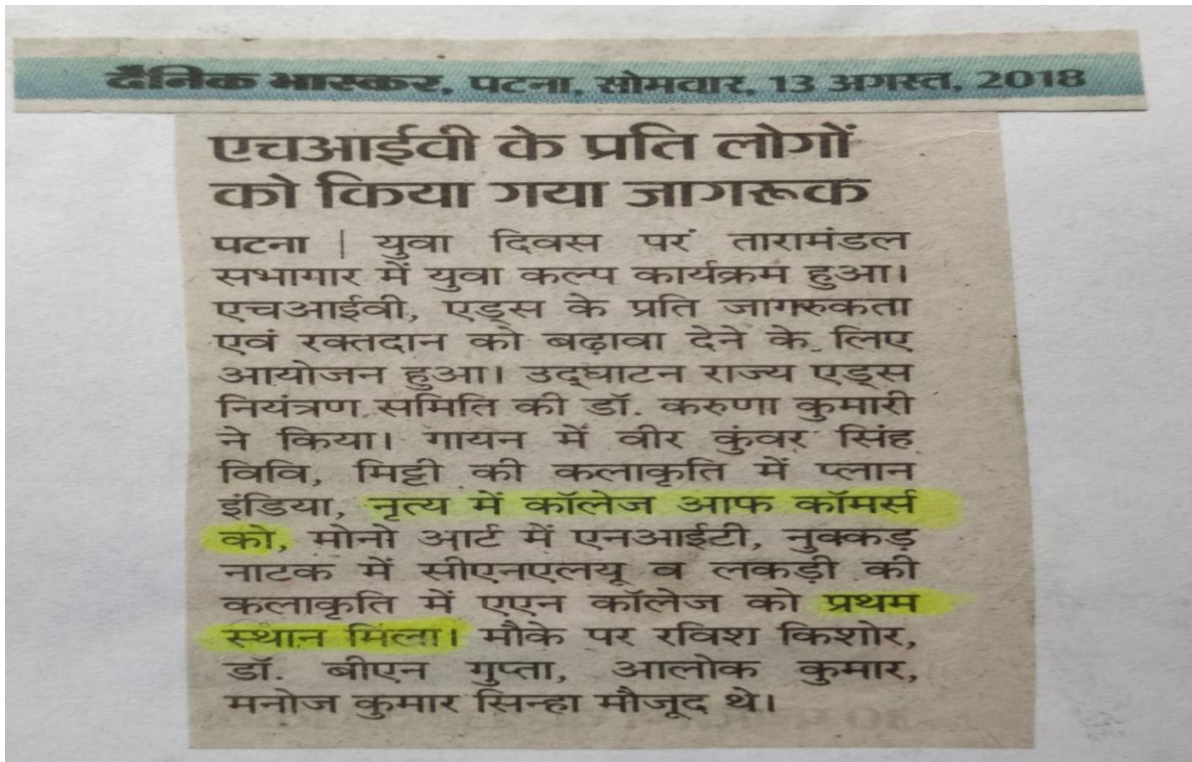 दैनिक भास्कर, पटना, सोमवार, 13 अगस्त, 2018
एचआईवी के प्रति लोगों
को किया गया जागरूक
पटना | युवा दिवस पर तारामंडल
सभागार में युवा कल्प कार्यक्रम हुआ।
एचआईवी, एड्स के प्रति जागरुकता
एवं रक्तदान को बढ़ावा देने के लिए
आयोजन हुआ। उद्घाटन राज्य एड्स
नियंत्रण समिति की डॉ. करुणा कुमारी
ने किया। गायन में वीर कुंवर सिंह
विवि, मिट्टी की कलाकृति में प्लान
इंडिया, नृत्य में कॉलेज आफ कॉमर्स
को, मोनो आर्ट में एनआईटी, नुक्कड़
नाटक में सीएनएलयू व लकड़ी की
कलाकृति में एएन कॉलेज को प्रथम
स्थान मिला। मौके पर रविश किशोर,
डॉ. बीएन गुप्ता, आलोक कुमार,
मनोज कुमार सिन्हा मौजूद थे।